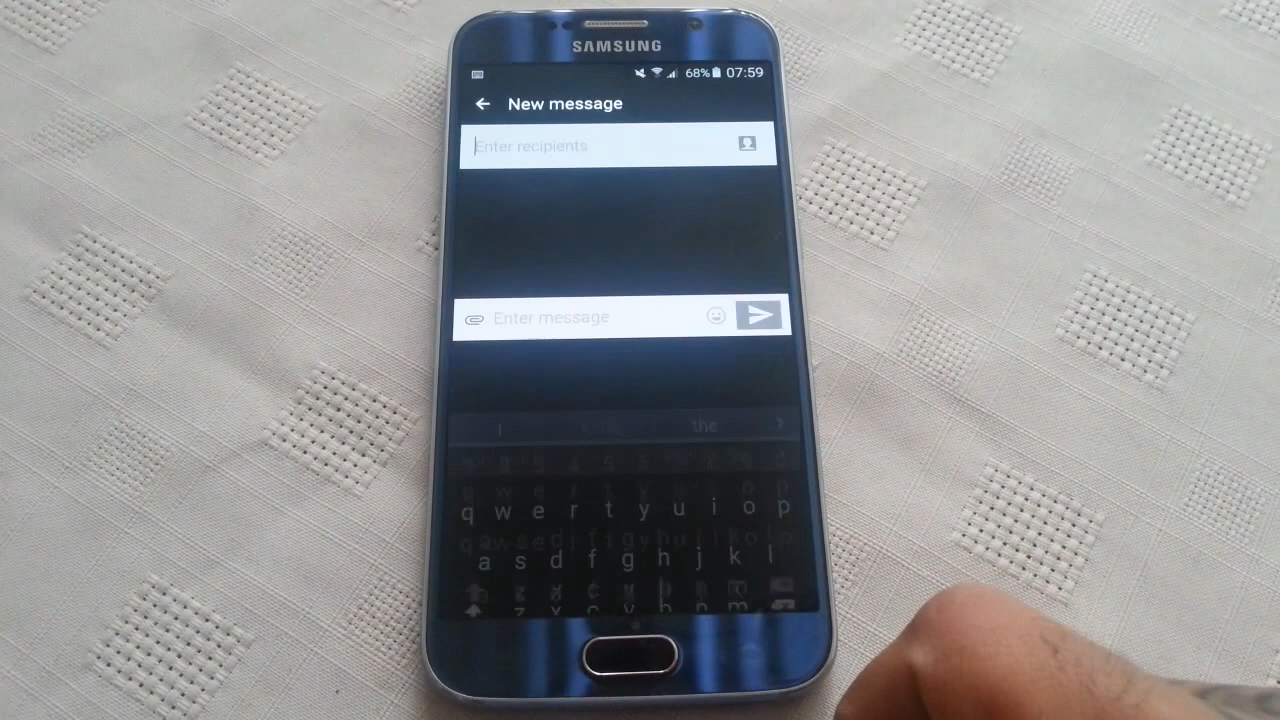 SAMSUNG
68% 07:59
New message
Enter recipients
Enter message
I the
q w e r t y u i o p
a s d f g h j k l
z x c v b n m